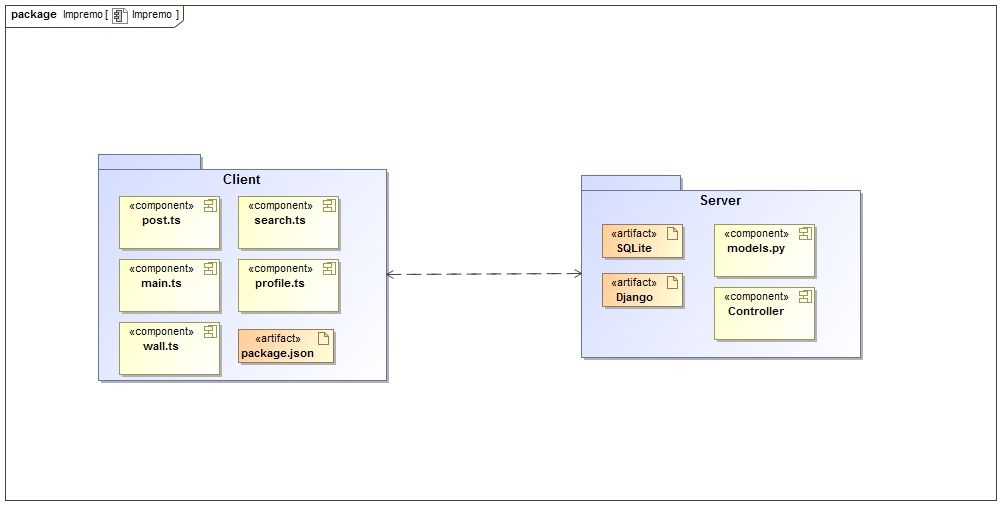 package Impremo [ Impremo ]
Client
«component»
post.ts
«component»
search.ts
«component»
main.ts
«component»
profile.ts
«component»
wall.ts
«artifact»
package.json
Server
«artifact»
SQLite
«component»
models.py
«artifact»
Django
«component»
Controller